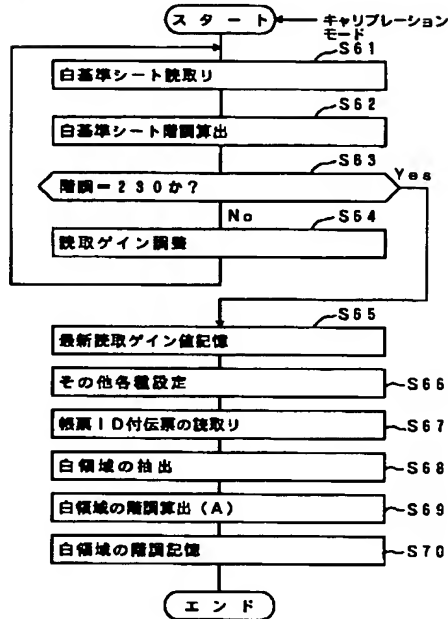 スタート
キャリブレーション
モード
S61
白基準シート読取り
S62
白基準シート階調算出
S63
階調=230か?
Yes
No
S64
読取ゲイン調整
S65
最新読取ゲイン値記憶
その他各種設定
S66
帳票ID付伝票の読取り
S67
白領域の抽出
S68
白領域の階調算出(A)
S69
白領域の階調記憶
S70
エンド